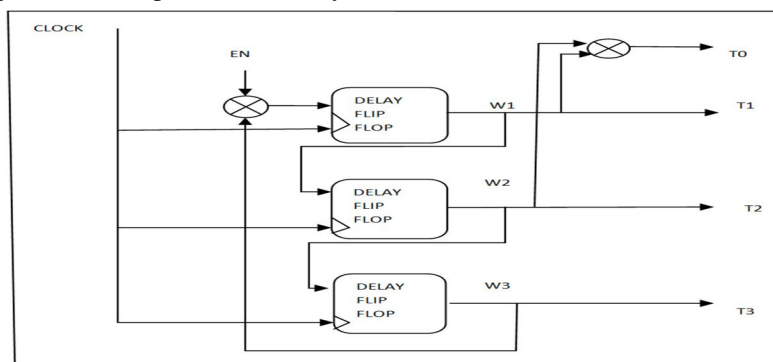 CLOCK
EN
T0
DELAY
FLIP
FLOP
W1
T1
DELAY
FLIP
FLOP
W2
T2
DELAY
FLIP
FLOP
W3
T3